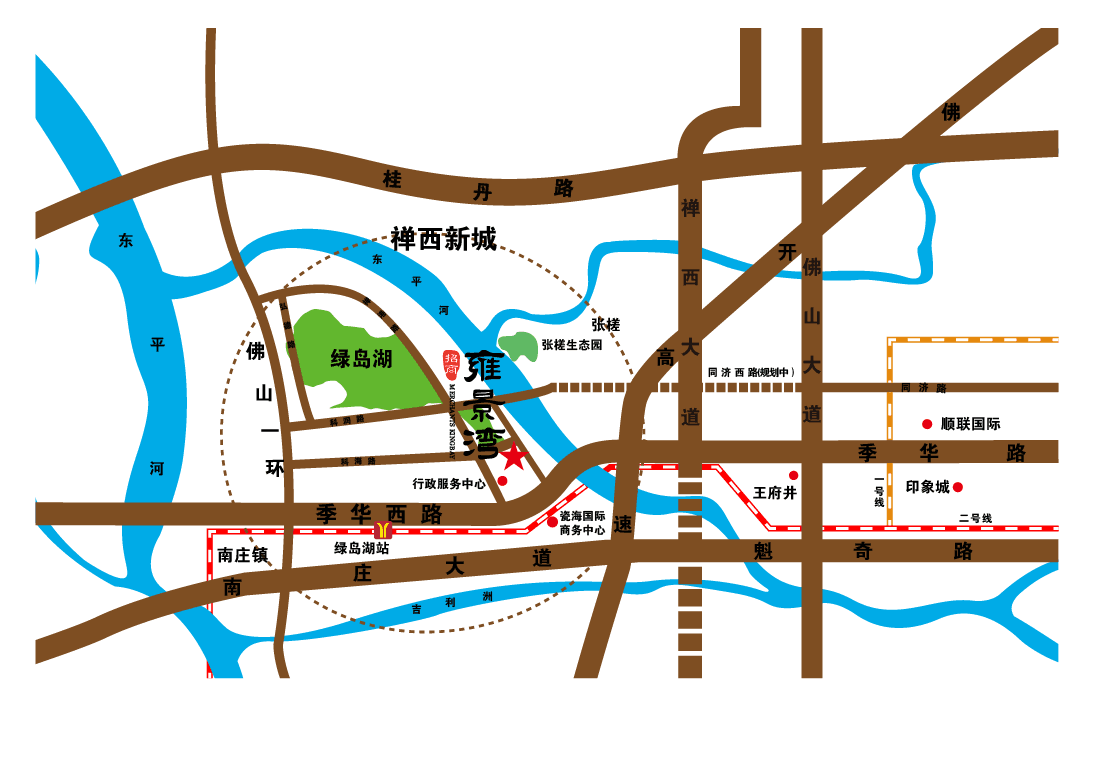 佛
桂丹路
禅西新城
东平河
东平河
禅西大道
佛开高速
佛山大道
张槎
张槎生态园
绿岛湖
招商
雍景湾
MERCHANTS KINGBAY
同济西路(规划中)
同济路
佛山一环
科润路
科海路
顺联国际
季华路
行政服务中心
王府井
一号线
印象城
季华西路
瓷海国际
商务中心
二号线
南庄镇
绿岛湖站
南庄大道
魁奇路
吉利洲